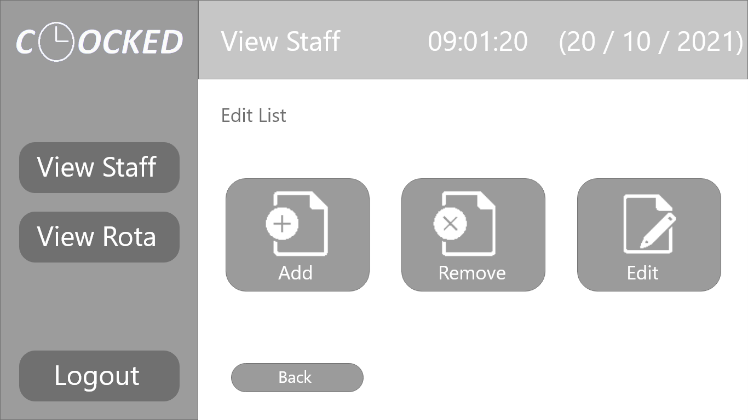 CLOCKED
View Staff
View Rota
Logout
View Staff 09:01:20 (20 / 10 / 2021)
Edit List
Add Remove Edit
Back